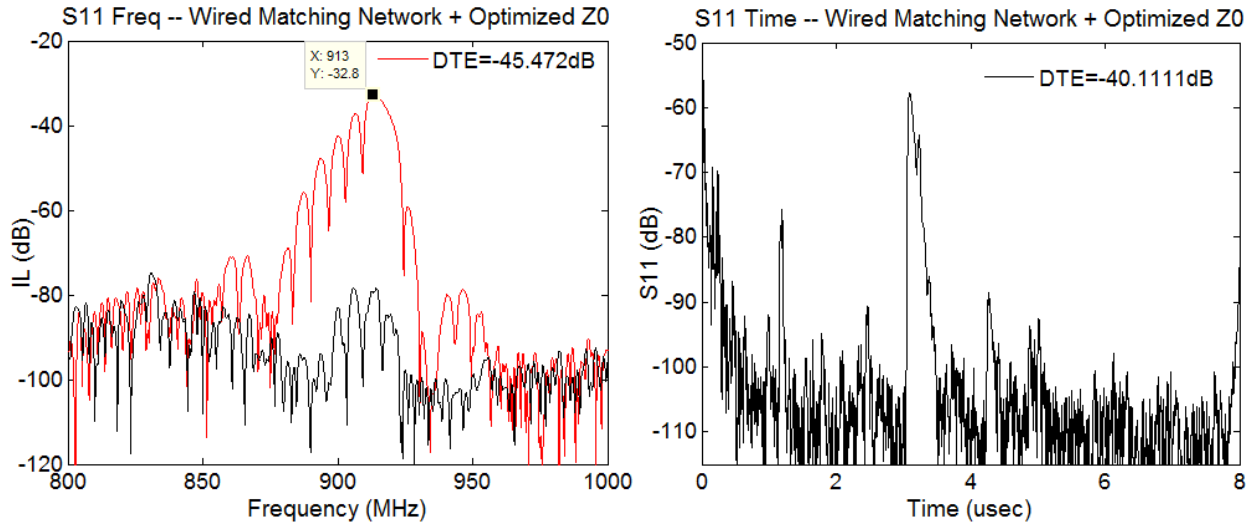 S11 Freq -- Wired Matching Network + Optimized Z0
-20
-40
-60
-80
-100
-120
IL (dB)
X: 913
Y: -32.8
DTE=-45.472dB
800
850
900
950
1000
Frequency (MHz)
S11 Time -- Wired Matching Network + Optimized Z0
-50
-60
-70
-80
-90
-100
-110
S11 (dB)
DTE=-40.1111dB
0
2
4
6
8
Time (usec)